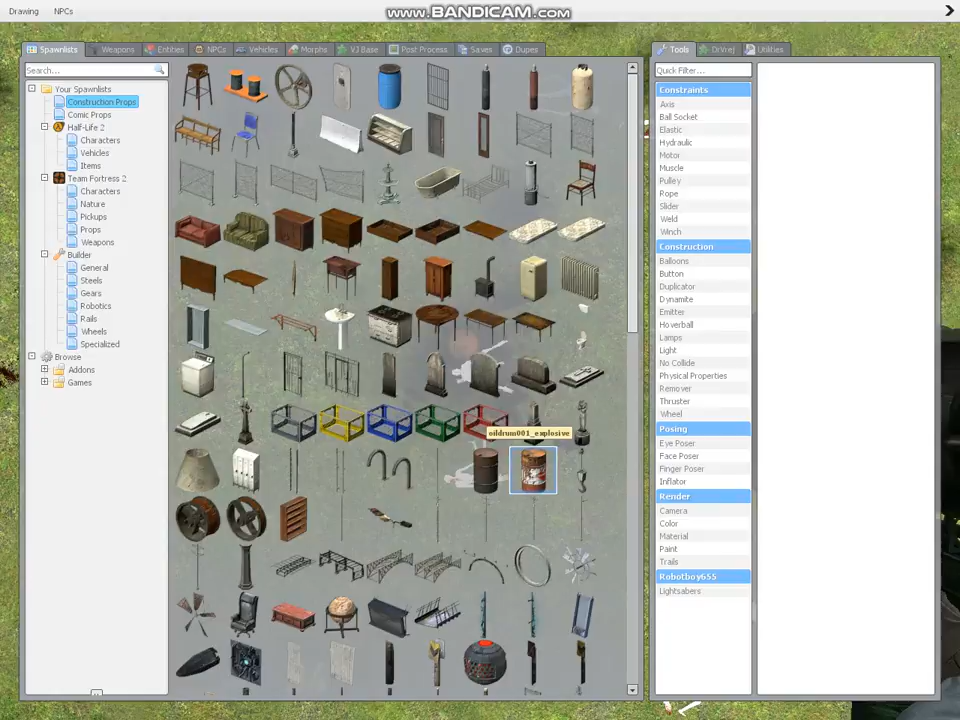 Drawing NPCs
www.BANDICAM.com
Spawnlists Weapons Entities NPCs Vehicles Morphs VJ Base Post Process Saves Dupes
Search...
Your Spawnlists
Construction Props
Comic Props
Half-Life 2
Characters
Vehicles
Items
Team Fortress 2
Characters
Nature
Pickups
Props
Weapons
Builder
General
Steels
Gears
Robotics
Rails
Wheels
Specialized
Browse
Addons
Games
oildrum001_explosive
Tools DrVrej Utilities
Quick Filter...
Constraints
Axis
Ball Socket
Elastic
Hydraulic
Motor
Muscle
Pulley
Rope
Slider
Weld
Winch
Construction
Balloons
Button
Duplicator
Dynamite
Emitter
Hoverball
Lamps
Light
No Collide
Physical Properties
Remover
Thruster
Wheel
Posing
Eye Poser
Face Poser
Finger Poser
Inflator
Render
Camera
Color
Material
Paint
Trails
Robotboy655
Lightsabers